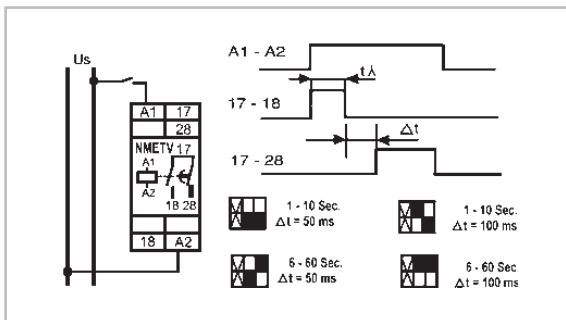 Us
A1 17
28
NMETV 17
A1
A2
18 28
18 A2
A1 - A2
tλ
17 - 18
Δt
17 - 28
1 - 10 Sec.
Δt = 50 ms
1 - 10 Sec.
Δt = 100 ms
6 - 60 Sec.
Δt = 50 ms
6 - 60 Sec.
Δt = 100 ms